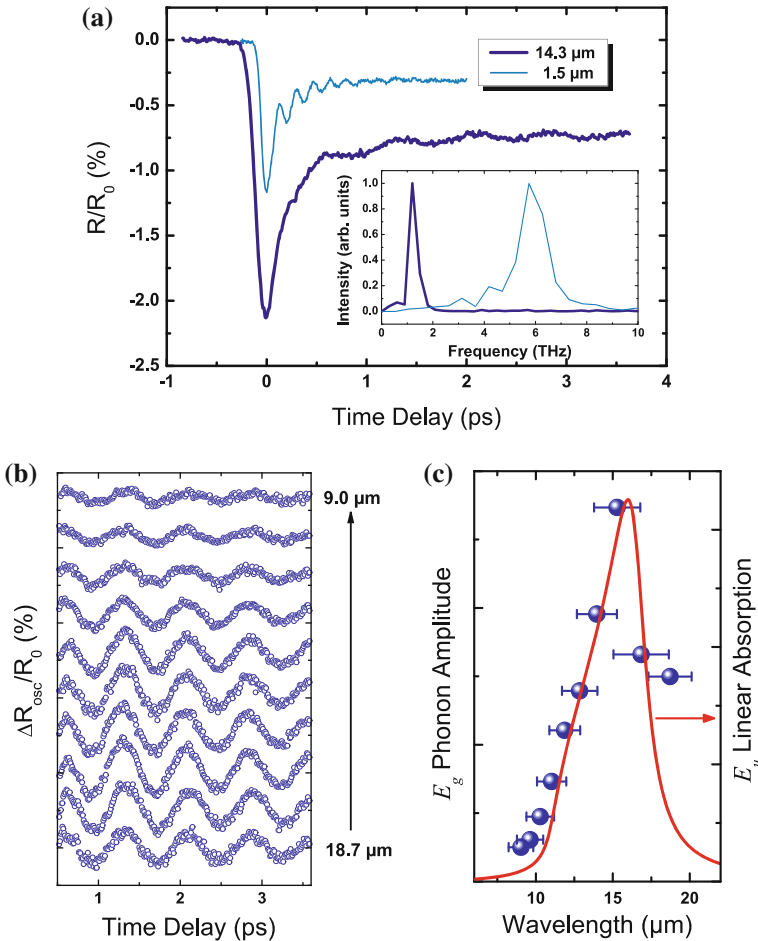 (a)
0.0
-0.5
-1.0
-1.5
-2.0
-2.5
R/R0 (%)
14.3 µm
1.5 µm
1.0
0.8
0.6
0.4
0.2
0.0
Intensity (arb. units)
0 2 4 6 8 10
Frequency (THz)
-1 0 1 2 3 4
Time Delay (ps)
(b)
9.0 µm
18.7 µm
ΔRosc/R0 (%)
1 2 3
Time Delay (ps)
(c)
Eg Phonon Amplitude
Eu Linear Absorption
10 15 20
Wavelength (µm)